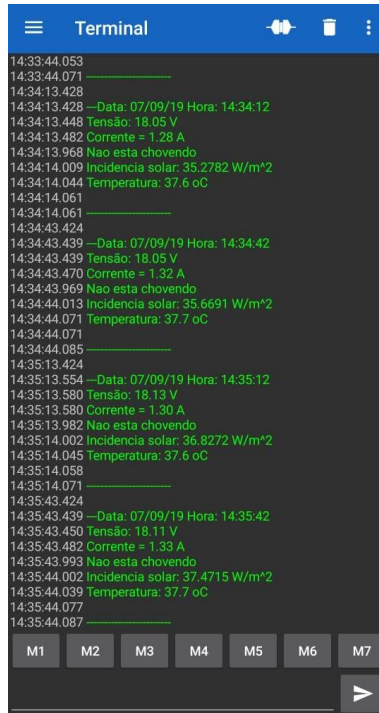 Terminal
14:33:44.053
14:33:44.071 ------------------------
14:34:13.428
14:34:13.428 ---Data: 07/09/19 Hora: 14:34:12
14:34:13.448 Tensão: 18.05 V
14:34:13.482 Corrente = 1.28 A
14:34:13.968 Nao esta chovendo
14:34:14.009 Incidencia solar: 35.2782 W/m^2
14:34:14.044 Temperatura: 37.6 oC
14:34:14.061
14:34:14.061 ------------------------
14:34:43.424
14:34:43.439 ---Data: 07/09/19 Hora: 14:34:42
14:34:43.439 Tensão: 18.05 V
14:34:43.470 Corrente = 1.32 A
14:34:43.969 Nao esta chovendo
14:34:44.013 Incidencia solar: 35.6691 W/m^2
14:34:44.071 Temperatura: 37.7 oC
14:34:44.071
14:34:44.085 ------------------------
14:35:13.424
14:35:13.554 ---Data: 07/09/19 Hora: 14:35:12
14:35:13.580 Tensão: 18.13 V
14:35:13.580 Corrente = 1.30 A
14:35:13.982 Nao esta chovendo
14:35:14.002 Incidencia solar: 36.8272 W/m^2
14:35:14.045 Temperatura: 37.6 oC
14:35:14.058
14:35:14.071 ------------------------
14:35:43.424
14:35:43.439 ---Data: 07/09/19 Hora: 14:35:42
14:35:43.450 Tensão: 18.11 V
14:35:43.482 Corrente = 1.33 A
14:35:43.993 Nao esta chovendo
14:35:44.002 Incidencia solar: 37.4715 W/m^2
14:35:44.039 Temperatura: 37.7 oC
14:35:44.077
14:35:44.087 ------------------------
M1 M2 M3 M4 M5 M6 M7